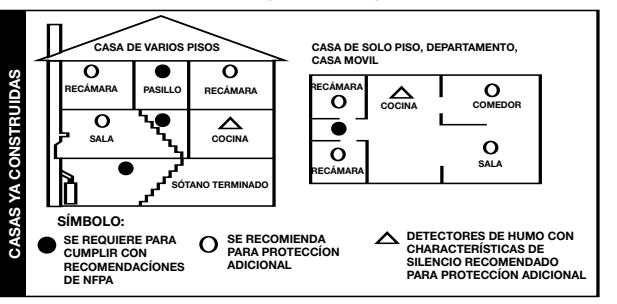 CASAS YA CONSTRUIDAS
CASA DE VARIOS PISOS
RECÁMARA
PASILLO
RECÁMARA
SALA
COCINA
SÓTANO TERMINADO
CASA DE SOLO PISO, DEPARTAMENTO,
CASA MOVIL
RECÁMARA
COCINA
COMEDOR
RECÁMARA
SALA
SÍMBOLO:
SE REQUIERE PARA
CUMPLIR CON
RECOMENDACÍONES
DE NFPA
SE RECOMIENDA
PARA PROTECCÍON
ADICIONAL
DETECTORES DE HUMO CON
CHARACTERÍSTICAS DE
SILENCIO RECOMENDADO
PARA PROTECCÍON ADICIONAL